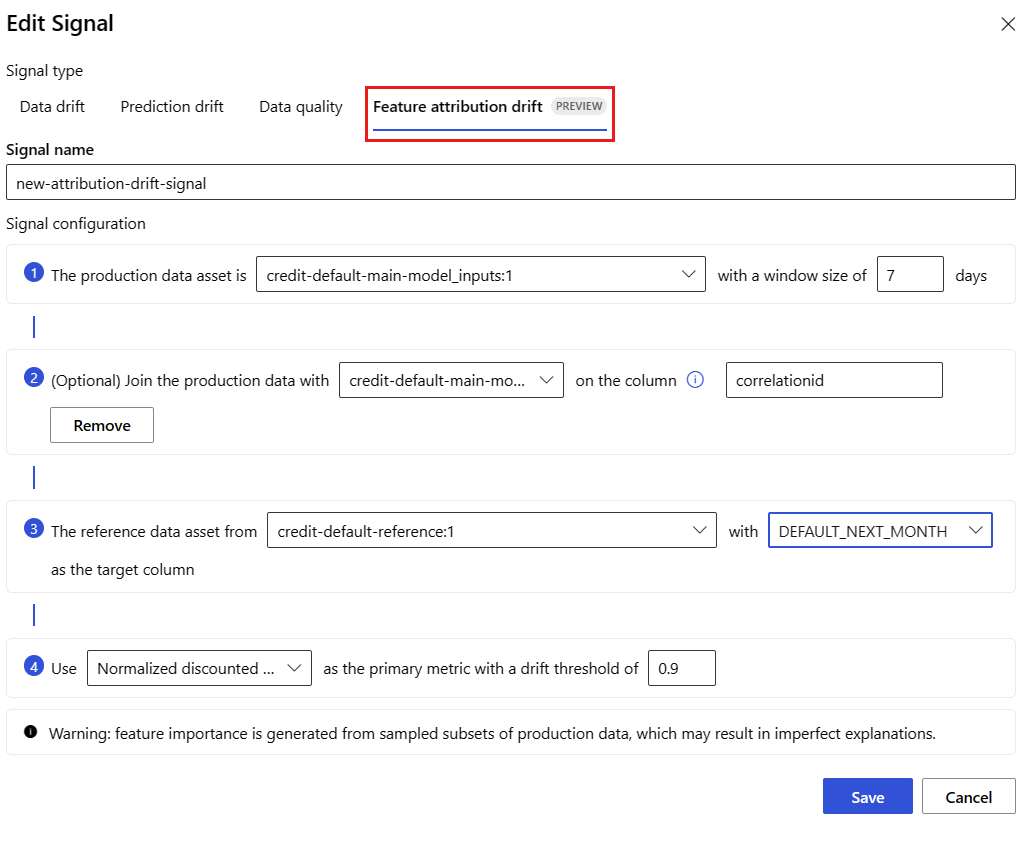 Edit Signal
Signal type
Data drift Prediction drift Data quality Feature attribution drift PREVIEW
Signal name
new-attribution-drift-signal
Signal configuration
1 The production data asset is credit-default-main-model_inputs:1 with a window size of 7 days
2 (Optional) Join the production data with credit-default-main-mo... on the column correlationid
Remove
3 The reference data asset from credit-default-reference:1 with DEFAULT_NEXT_MONTH
as the target column
4 Use Normalized discounted ... as the primary metric with a drift threshold of 0.9
Warning: feature importance is generated from sampled subsets of production data, which may result in imperfect explanations.
Save Cancel